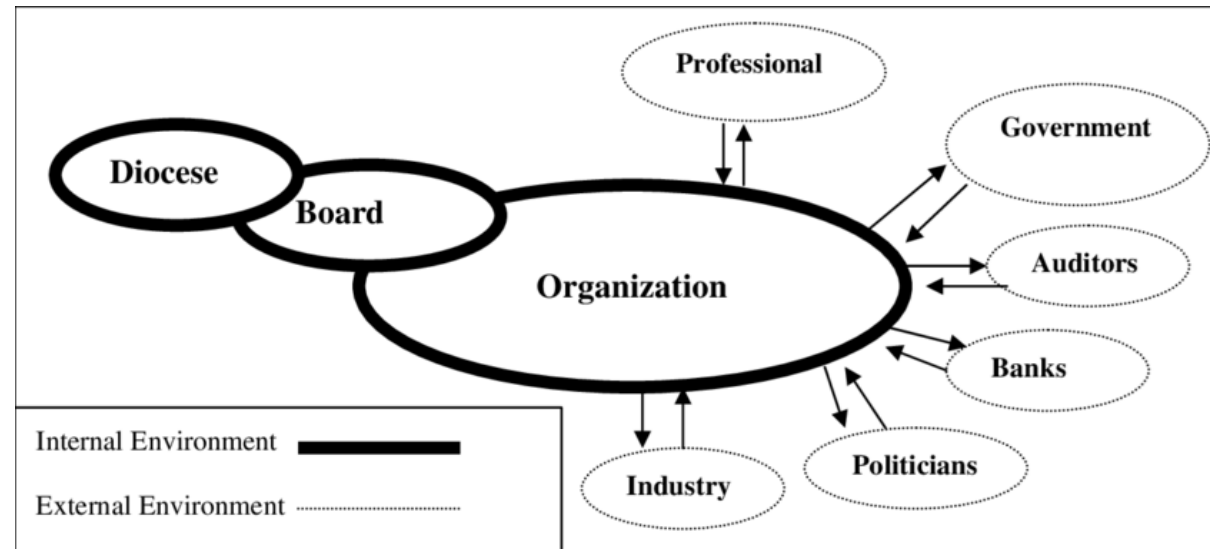 Professional
Government
Diocese
Board
Auditors
Organization
Banks
Politicians
Industry
Internal Environment
External Environment